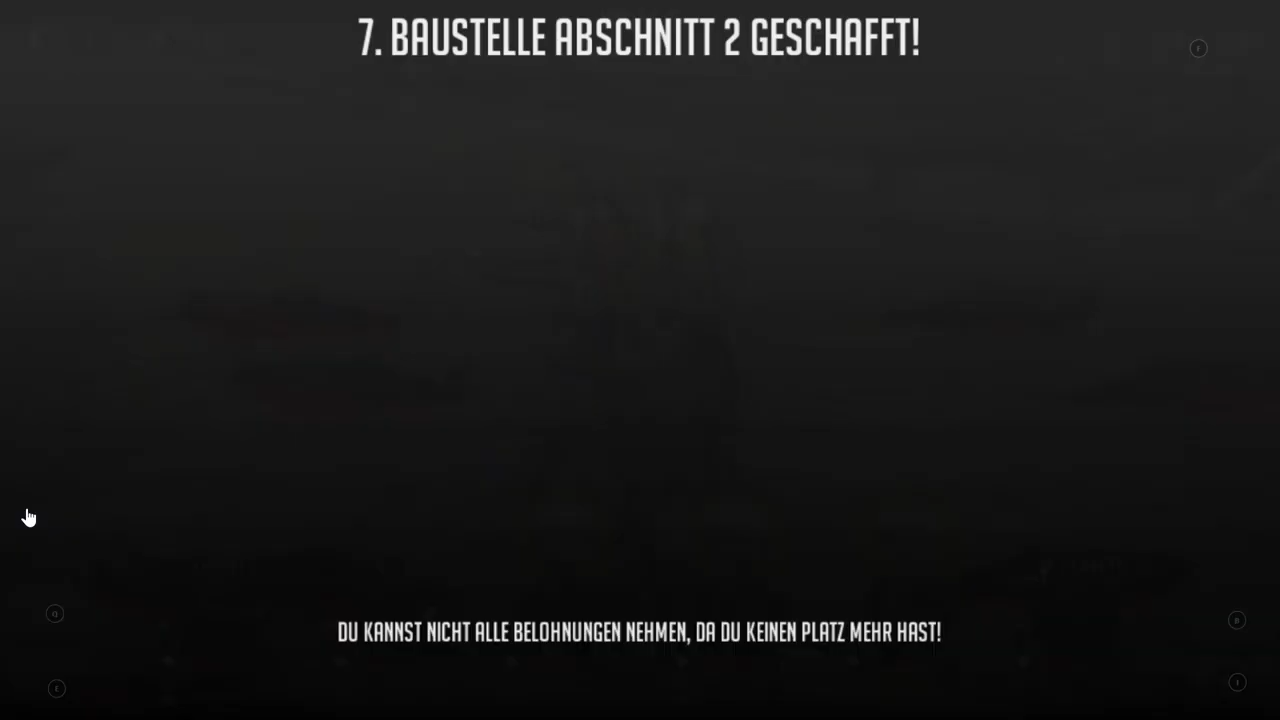 7. BAUSTELLE ABSCHNITT 2 GESCHAFFT!
DU KANNST NICHT ALLE BELOHNUNGEN NEHMEN, DA DU KEINEN PLATZ MEHR HAST!